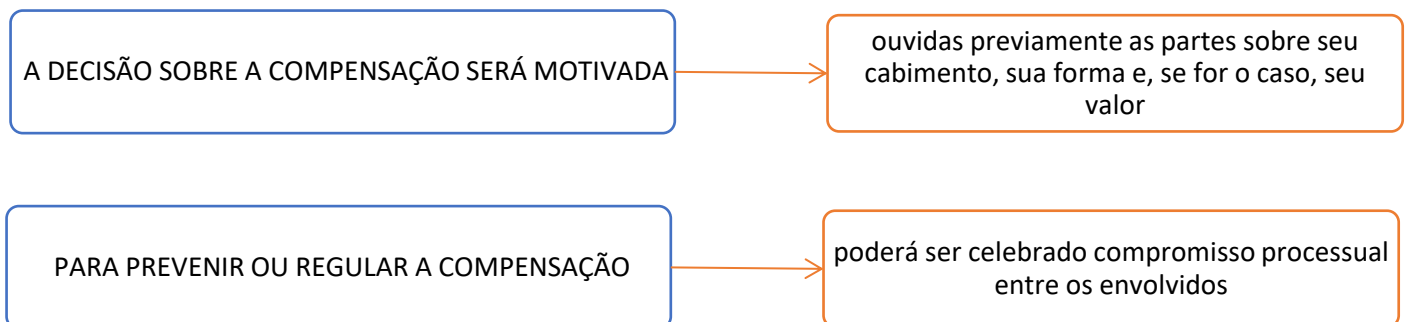 A DECISÃO SOBRE A COMPENSAÇÃO SERÁ MOTIVADA
ouvidas previamente as partes sobre seu
cabimento, sua forma e, se for o caso, seu
valor
PARA PREVENIR OU REGULAR A COMPENSAÇÃO
poderá ser celebrado compromisso processual
entre os envolvidos